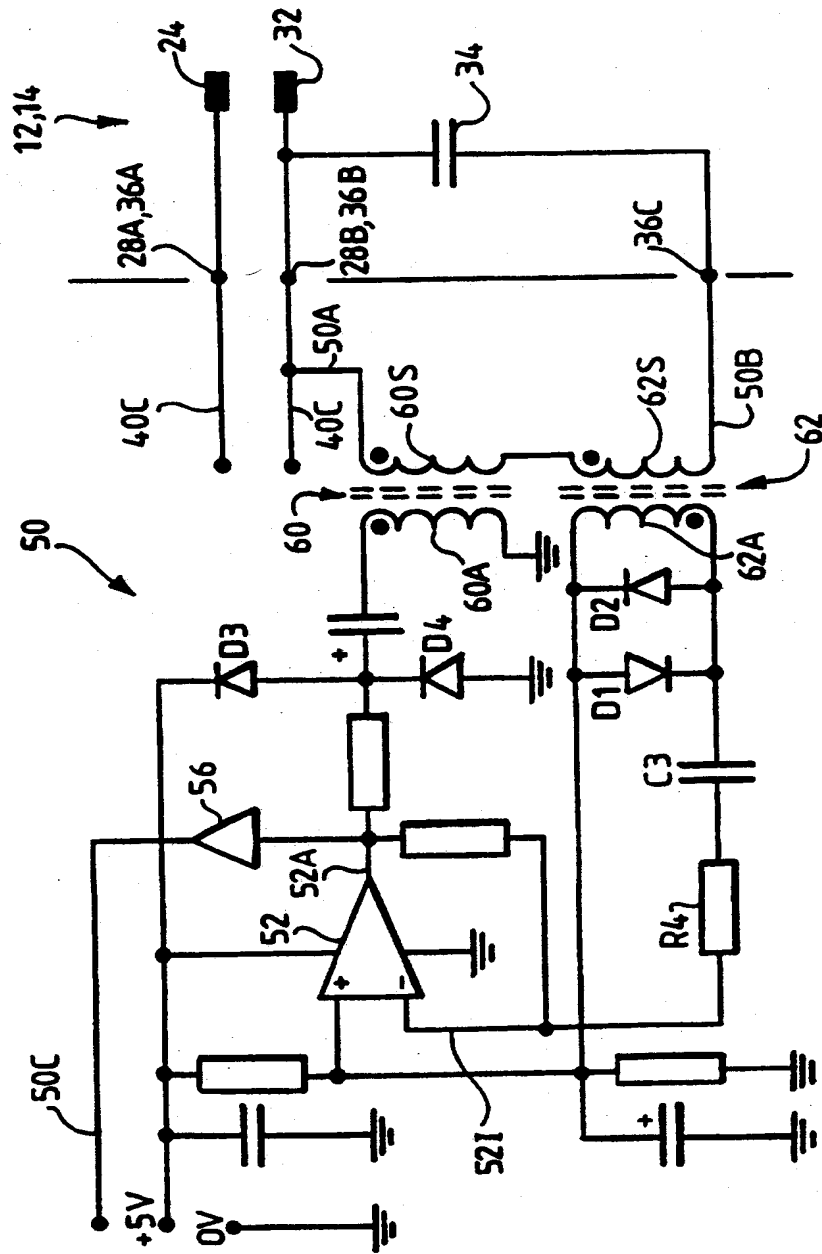 12,14
24
32
34
28A,36A
28B,36B
36C
40C
40C
50A
50B
50
60
60S
62S
62
60A
62A
D3
D4
+
D2
D1
56
C3
52A
52
+
-
R4
50C
52I
+
+5V
0V